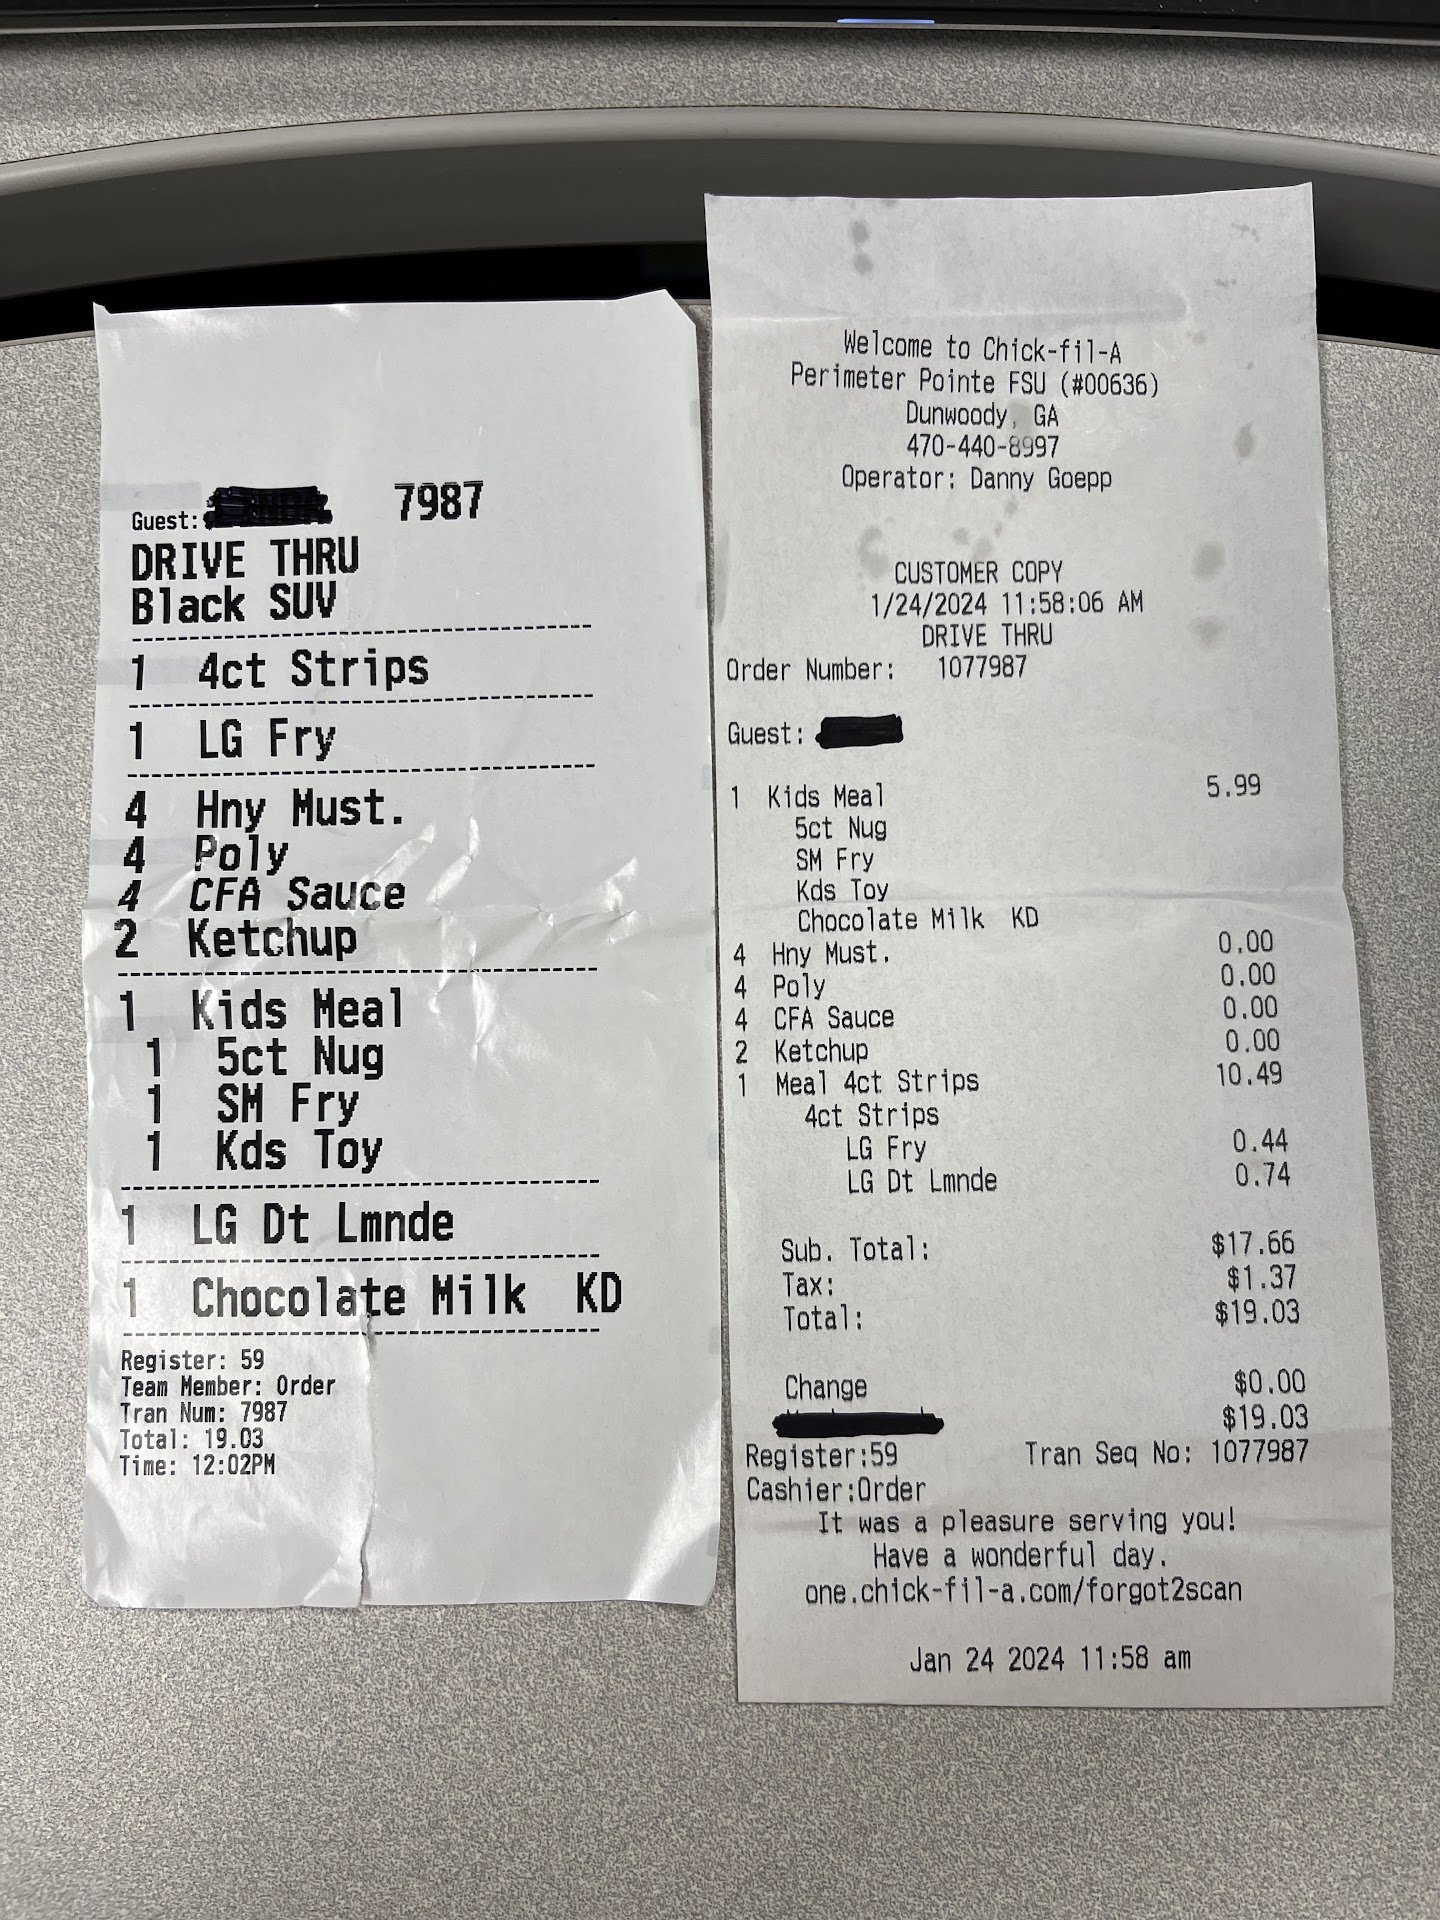 Guest: 7987
DRIVE THRU
Black SUV
1 4ct Strips
1 LG Fry
4 Hny Must.
4 Poly
4 CFA Sauce
2 Ketchup
1 Kids Meal
1 5ct Nug
1 SM Fry
1 Kds Toy
1 LG Dt Lmnde
1 Chocolate Milk KD
Register: 59
Team Member: Order
Tran Num: 7987
Total: 19.03
Time: 12:02PM
Welcome to Chick-fil-A
Perimeter Pointe FSU (#00636)
Dunwoody, GA
470-440-8997
Operator: Danny Goepp
CUSTOMER COPY
1/24/2024 11:58:06 AM
DRIVE THRU
Order Number: 1077987
Guest:
1 Kids Meal 5.99
5ct Nug
SM Fry
Kds Toy
Chocolate Milk KD
4 Hny Must. 0.00
4 Poly 0.00
4 CFA Sauce 0.00
2 Ketchup 0.00
1 Meal 4ct Strips 10.49
4ct Strips
LG Fry 0.44
LG Dt Lmnde 0.74
Sub. Total: $17.66
Tax: $1.37
Total: $19.03
Change $0.00
$19.03
Register:59 Tran Seq No: 1077987
Cashier:Order
It was a pleasure serving you!
Have a wonderful day.
one.chick-fil-a.com/forgot2scan
Jan 24 2024 11:58 am